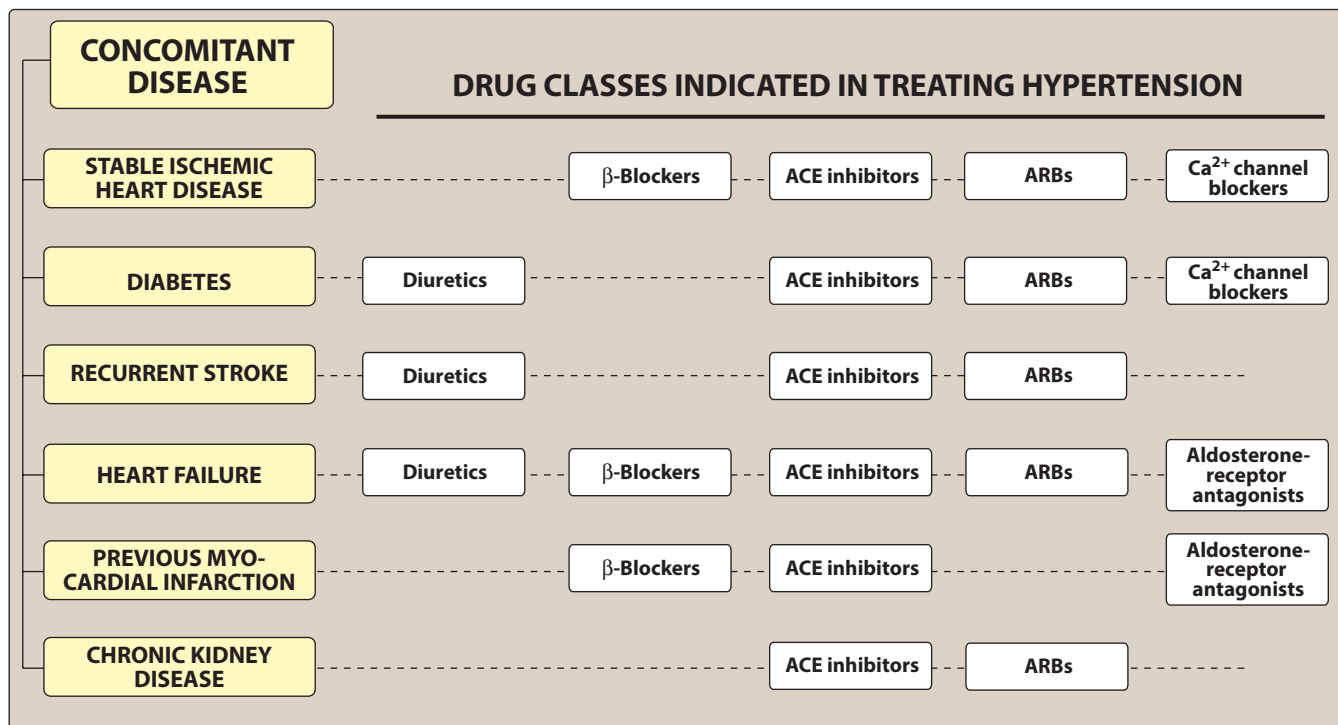 CONCOMITANT
DISEASE
DRUG CLASSES INDICATED IN TREATING HYPERTENSION
STABLE ISCHEMIC
HEART DISEASE
β-Blockers
ACE inhibitors
ARBs
Ca²⁺ channel
blockers
DIABETES
Diuretics
ACE inhibitors
ARBs
Ca²⁺ channel
blockers
RECURRENT STROKE
Diuretics
ACE inhibitors
ARBs
HEART FAILURE
Diuretics
β-Blockers
ACE inhibitors
ARBs
Aldosterone-
receptor
antagonists
PREVIOUS MYO-
CARDIAL INFARCTION
β-Blockers
ACE inhibitors
Aldosterone-
receptor
antagonists
CHRONIC KIDNEY
DISEASE
ACE inhibitors
ARBs